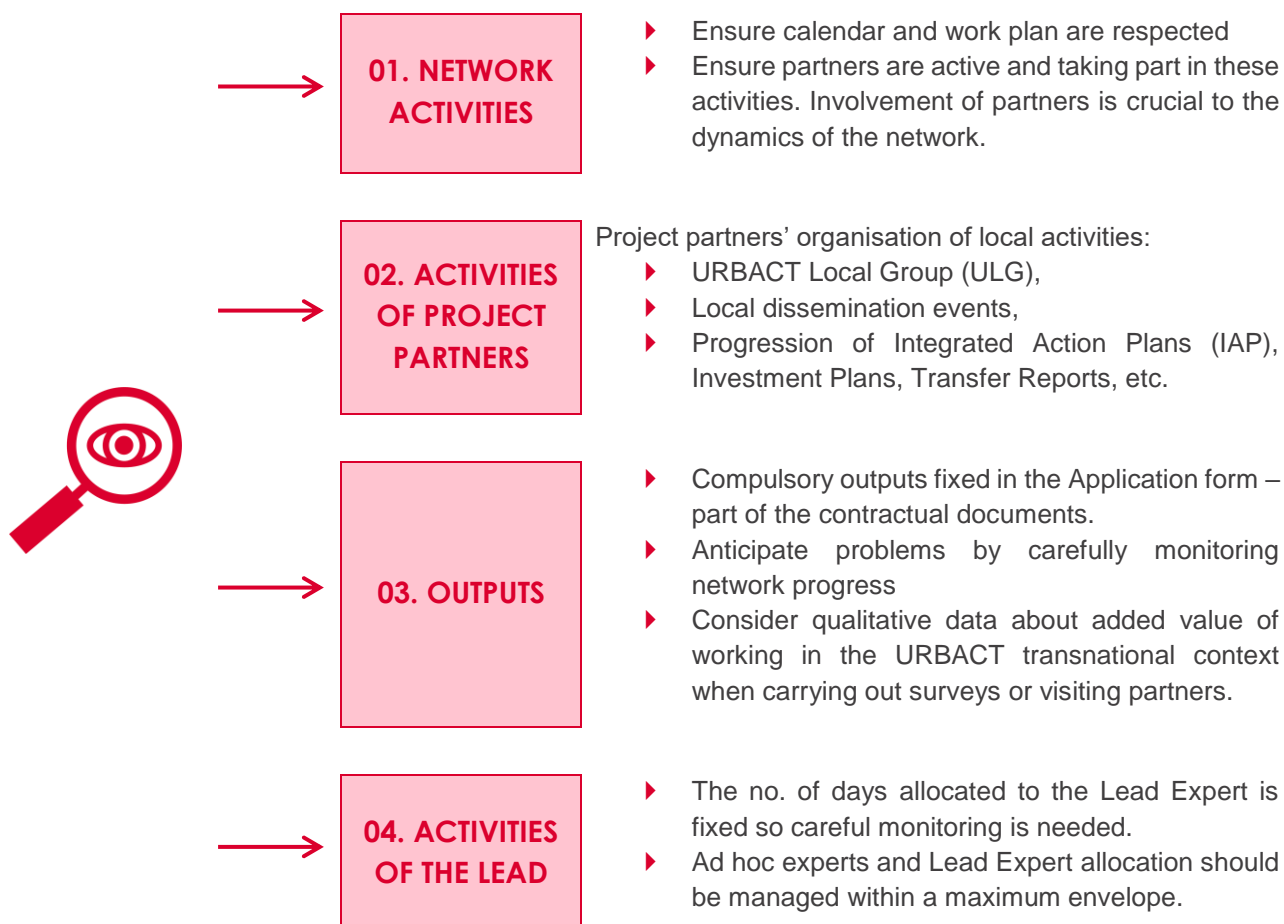 01. NETWORK
ACTIVITIES
Ensure calendar and work plan are respected
Ensure partners are active and taking part in these
activities. Involvement of partners is crucial to the
dynamics of the network.
02. ACTIVITIES
OF PROJECT
PARTNERS
Project partners’ organisation of local activities:
URBACT Local Group (ULG),
Local dissemination events,
Progression of Integrated Action Plans (IAP),
Investment Plans, Transfer Reports, etc.
03. OUTPUTS
Compulsory outputs fixed in the Application form –
part of the contractual documents.
Anticipate problems by carefully monitoring
network progress
Consider qualitative data about added value of
working in the URBACT transnational context
when carrying out surveys or visiting partners.
04. ACTIVITIES
OF THE LEAD
The no. of days allocated to the Lead Expert is
fixed so careful monitoring is needed.
Ad hoc experts and Lead Expert allocation should
be managed within a maximum envelope.